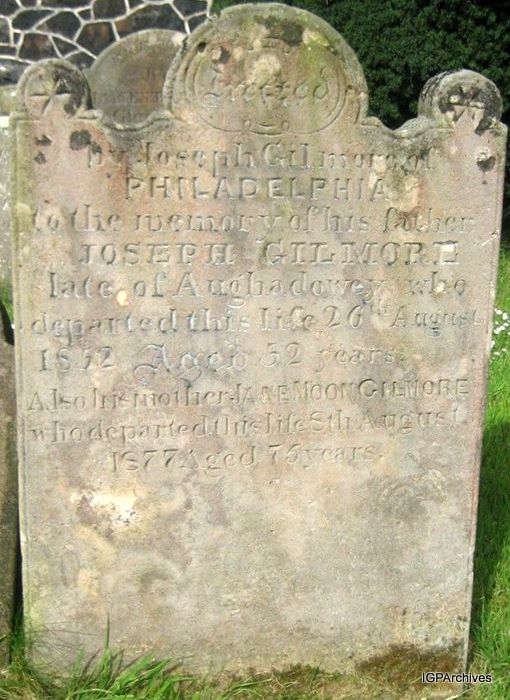 Erected
by Joseph Gilmore of
PHILADELPHIA
to the memory of his father
JOSEPH GILMORE
late of Aughadowey who
departed this life 26th August
1852 Aged 52 years.
Also his mother JANE MOON GILMORE
who departed this life 8th August
1877 Aged 76 years.
IGPArchives